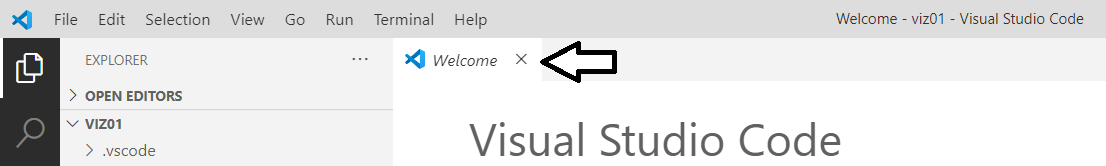 File Edit Selection View Go Run Terminal Help Welcome - viz01 - Visual Studio Code
EXPLORER ...
Welcome
OPEN EDITORS
VIZ01
.vscode
Visual Studio Code